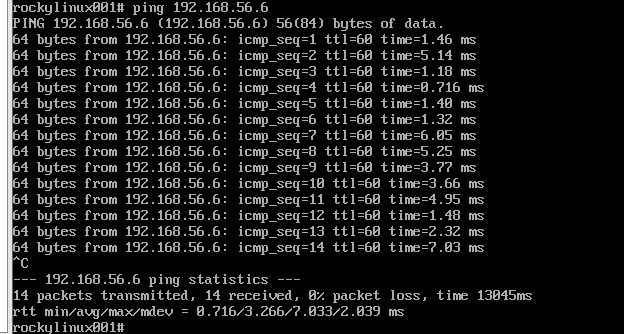 rockylinux001# ping 192.168.56.6
PING 192.168.56.6 (192.168.56.6) 56(84) bytes of data.
64 bytes from 192.168.56.6: icmp_seq=1 ttl=60 time=1.46 ms
64 bytes from 192.168.56.6: icmp_seq=2 ttl=60 time=5.14 ms
64 bytes from 192.168.56.6: icmp_seq=3 ttl=60 time=1.18 ms
64 bytes from 192.168.56.6: icmp_seq=4 ttl=60 time=0.716 ms
64 bytes from 192.168.56.6: icmp_seq=5 ttl=60 time=1.40 ms
64 bytes from 192.168.56.6: icmp_seq=6 ttl=60 time=1.32 ms
64 bytes from 192.168.56.6: icmp_seq=7 ttl=60 time=6.05 ms
64 bytes from 192.168.56.6: icmp_seq=8 ttl=60 time=5.25 ms
64 bytes from 192.168.56.6: icmp_seq=9 ttl=60 time=3.77 ms
64 bytes from 192.168.56.6: icmp_seq=10 ttl=60 time=3.66 ms
64 bytes from 192.168.56.6: icmp_seq=11 ttl=60 time=4.95 ms
64 bytes from 192.168.56.6: icmp_seq=12 ttl=60 time=1.48 ms
64 bytes from 192.168.56.6: icmp_seq=13 ttl=60 time=2.32 ms
64 bytes from 192.168.56.6: icmp_seq=14 ttl=60 time=7.03 ms
^C
--- 192.168.56.6 ping statistics ---
14 packets transmitted, 14 received, 0% packet loss, time 13045ms
rtt min/avg/max/mdev = 0.716/3.266/7.033/2.039 ms
rockylinux001#